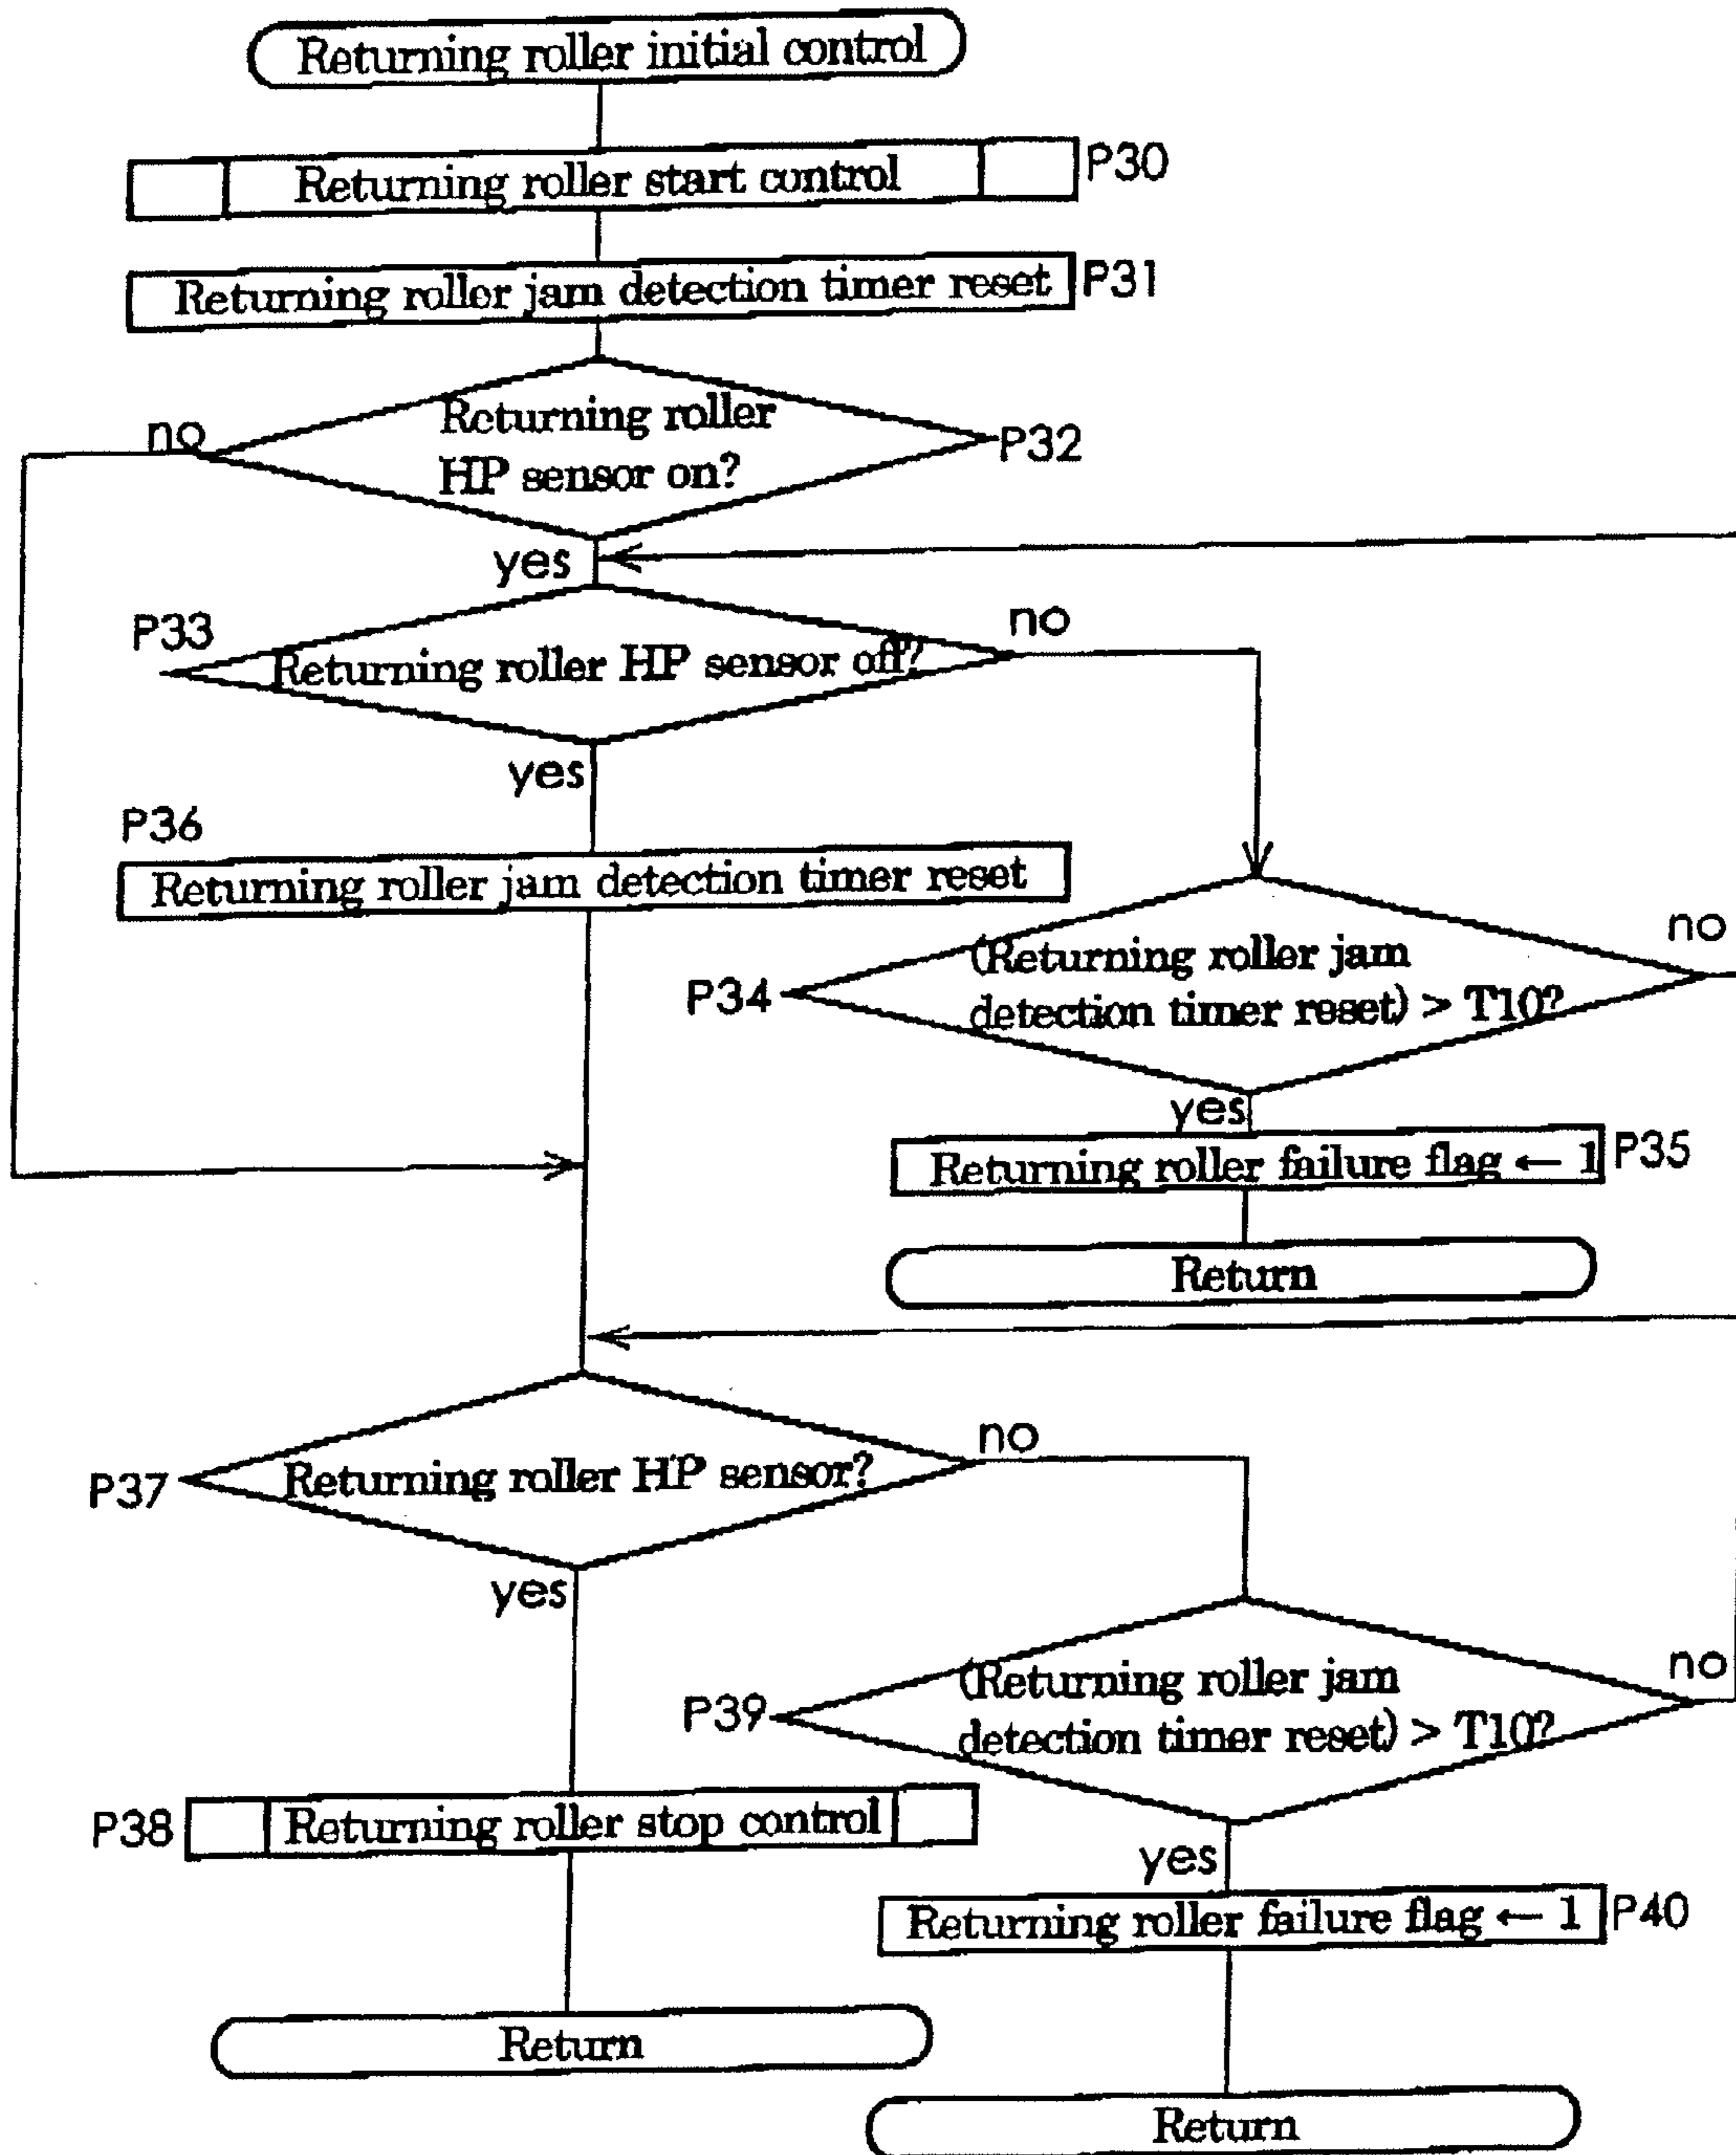 Returning roller initial control
Returning roller start control
P30
Returning roller jam detection timer reset
P31
Returning roller
HP sensor on?
no
P32
yes
P33
Returning roller HP sensor off?
no
yes
P36
Returning roller jam detection timer reset
(Returning roller jam
detection timer reset) > T10?
no
P34
yes
Returning roller failure flag ← 1
P35
Return
P37
Returning roller HP sensor?
no
yes
(Returning roller jam
detection timer reset) > T10?
no
P39
P38
Returning roller stop control
yes
Returning roller failure flag ← 1
P40
Return
Return